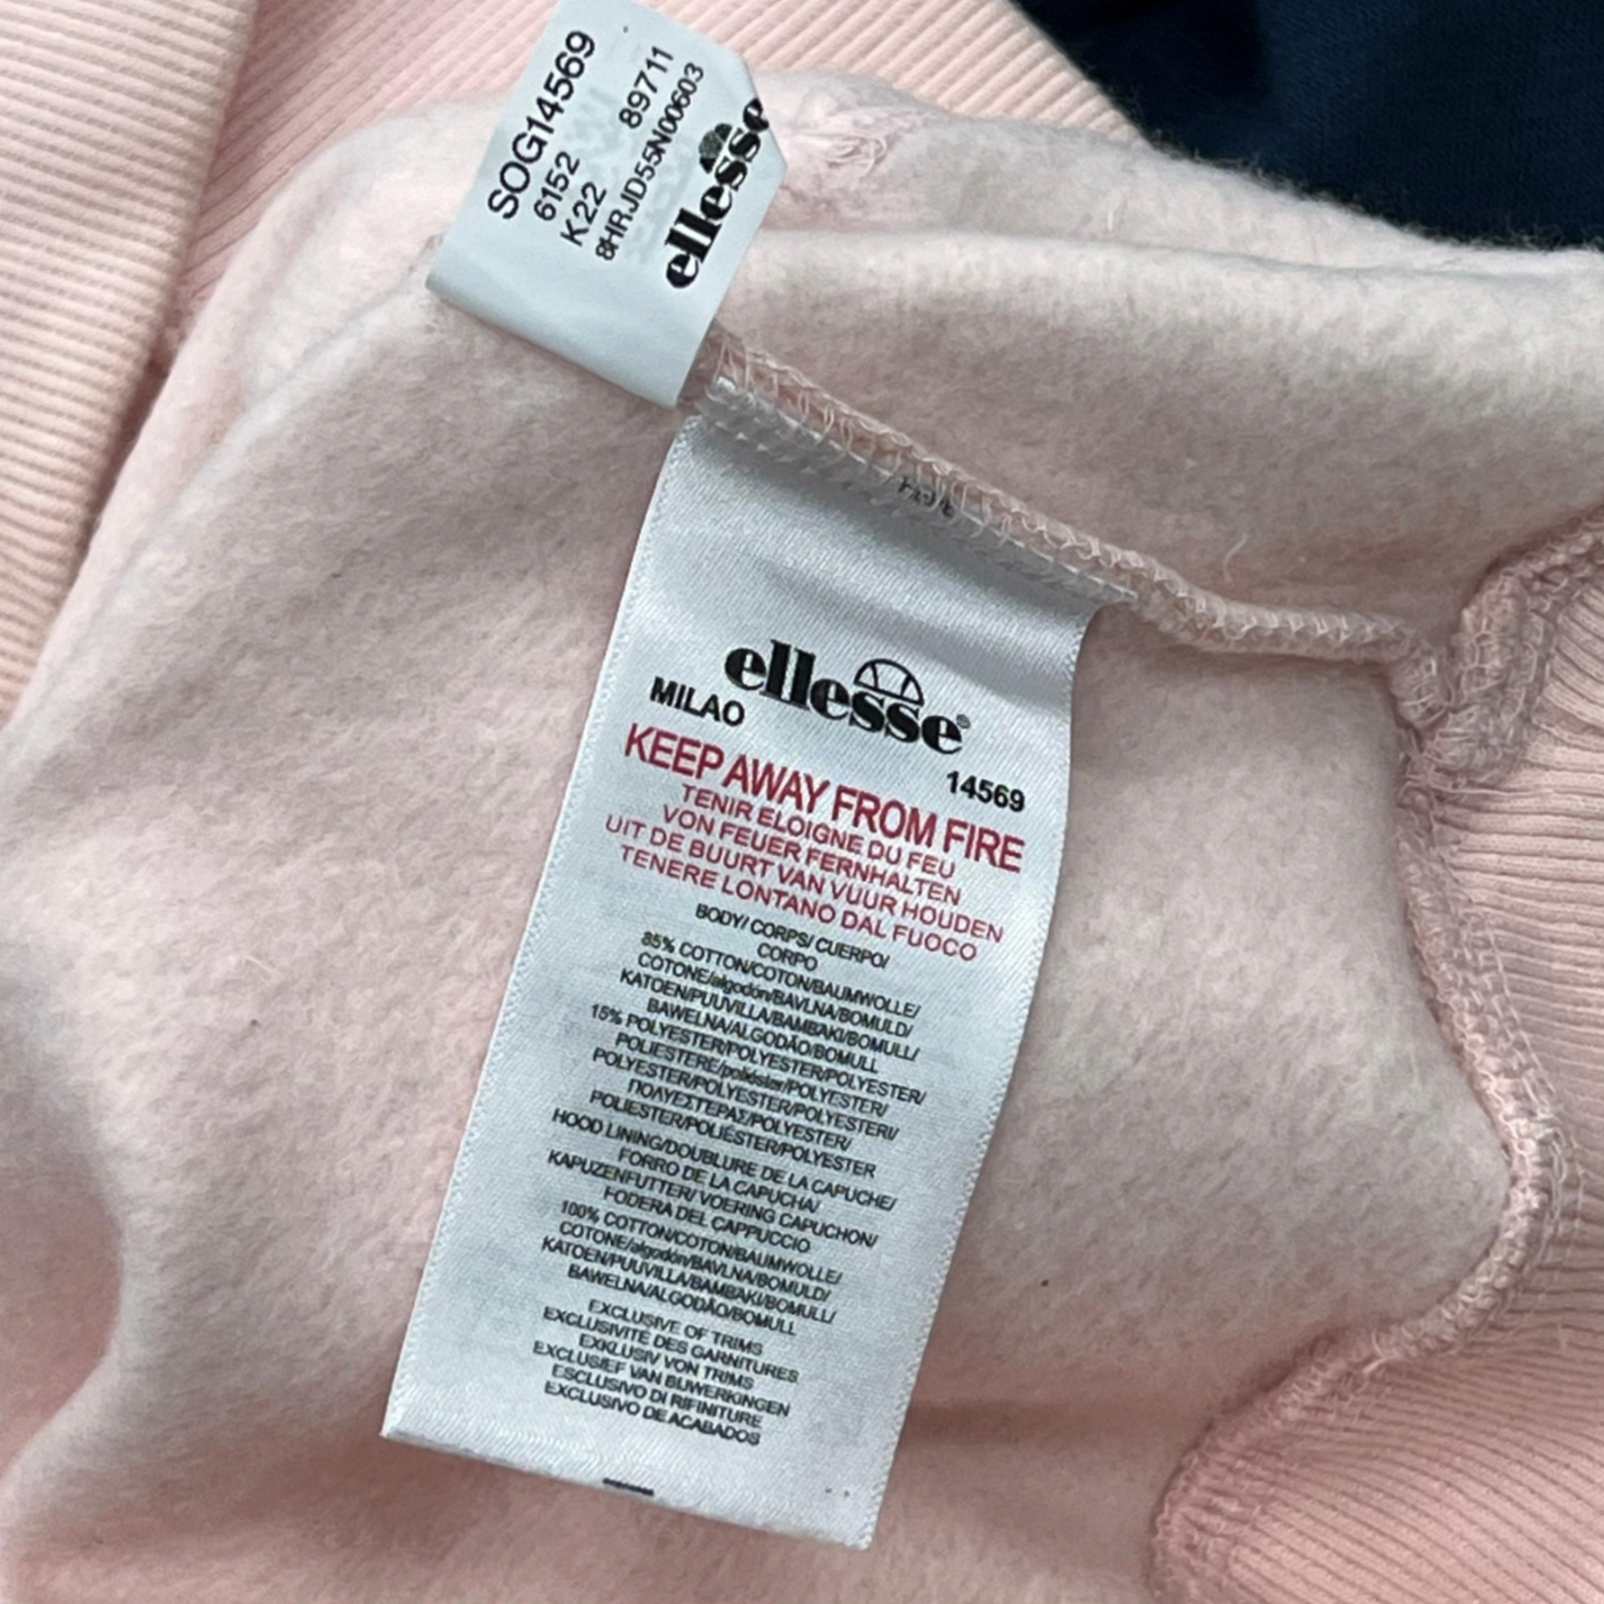 SOG14569
6152 89711
K22
8HRJD55N00603
ellesse
ellesse®
MILAO
14569
KEEP AWAY FROM FIRE
TENIR ELOIGNE DU FEU
VON FEUER FERNHALTEN
UIT DE BUURT VAN VUUR HOUDEN
TENERE LONTANO DAL FUOCO
BODY/ CORPS/ CUERPO/
CORPO
85% COTTON/COTON/BAUMWOLLE/
COTONE/algodón/BAVLNA/BOMULD/
KATOEN/PUUVILLA/BAMBAKI/BOMULL/
BAWELNA/ALGODÃO/BOMULL
15% POLYESTER/POLYESTER/POLYESTER/
POLIESTERE/poliéster/POLYESTER/
POLYESTER/POLYESTER/POLYESTERI/
ΠΟΛΥΕΣΤΕΡΑΣ/POLYESTER/
POLIESTER/POLIÉSTER/POLYESTER
HOOD LINING/DOUBLURE DE LA CAPUCHE/
FORRO DE LA CAPUCHA/
KAPUZENFUTTER/ VOERING CAPUCHON/
FODERA DEL CAPPUCCIO
100% COTTON/COTON/BAUMWOLLE/
COTONE/algodón/BAVLNA/BOMULD/
KATOEN/PUUVILLA/BAMBAKI/BOMULL/
BAWELNA/ALGODÃO/BOMULL
EXCLUSIVE OF TRIMS
EXCLUSIVITÉ DES GARNITURES
EXKLUSIV VON TRIMS
EXCLUSIEF VAN BIJWERKINGEN
ESCLUSIVO DI RIFINITURE
EXCLUSIVO DE ACABADOS